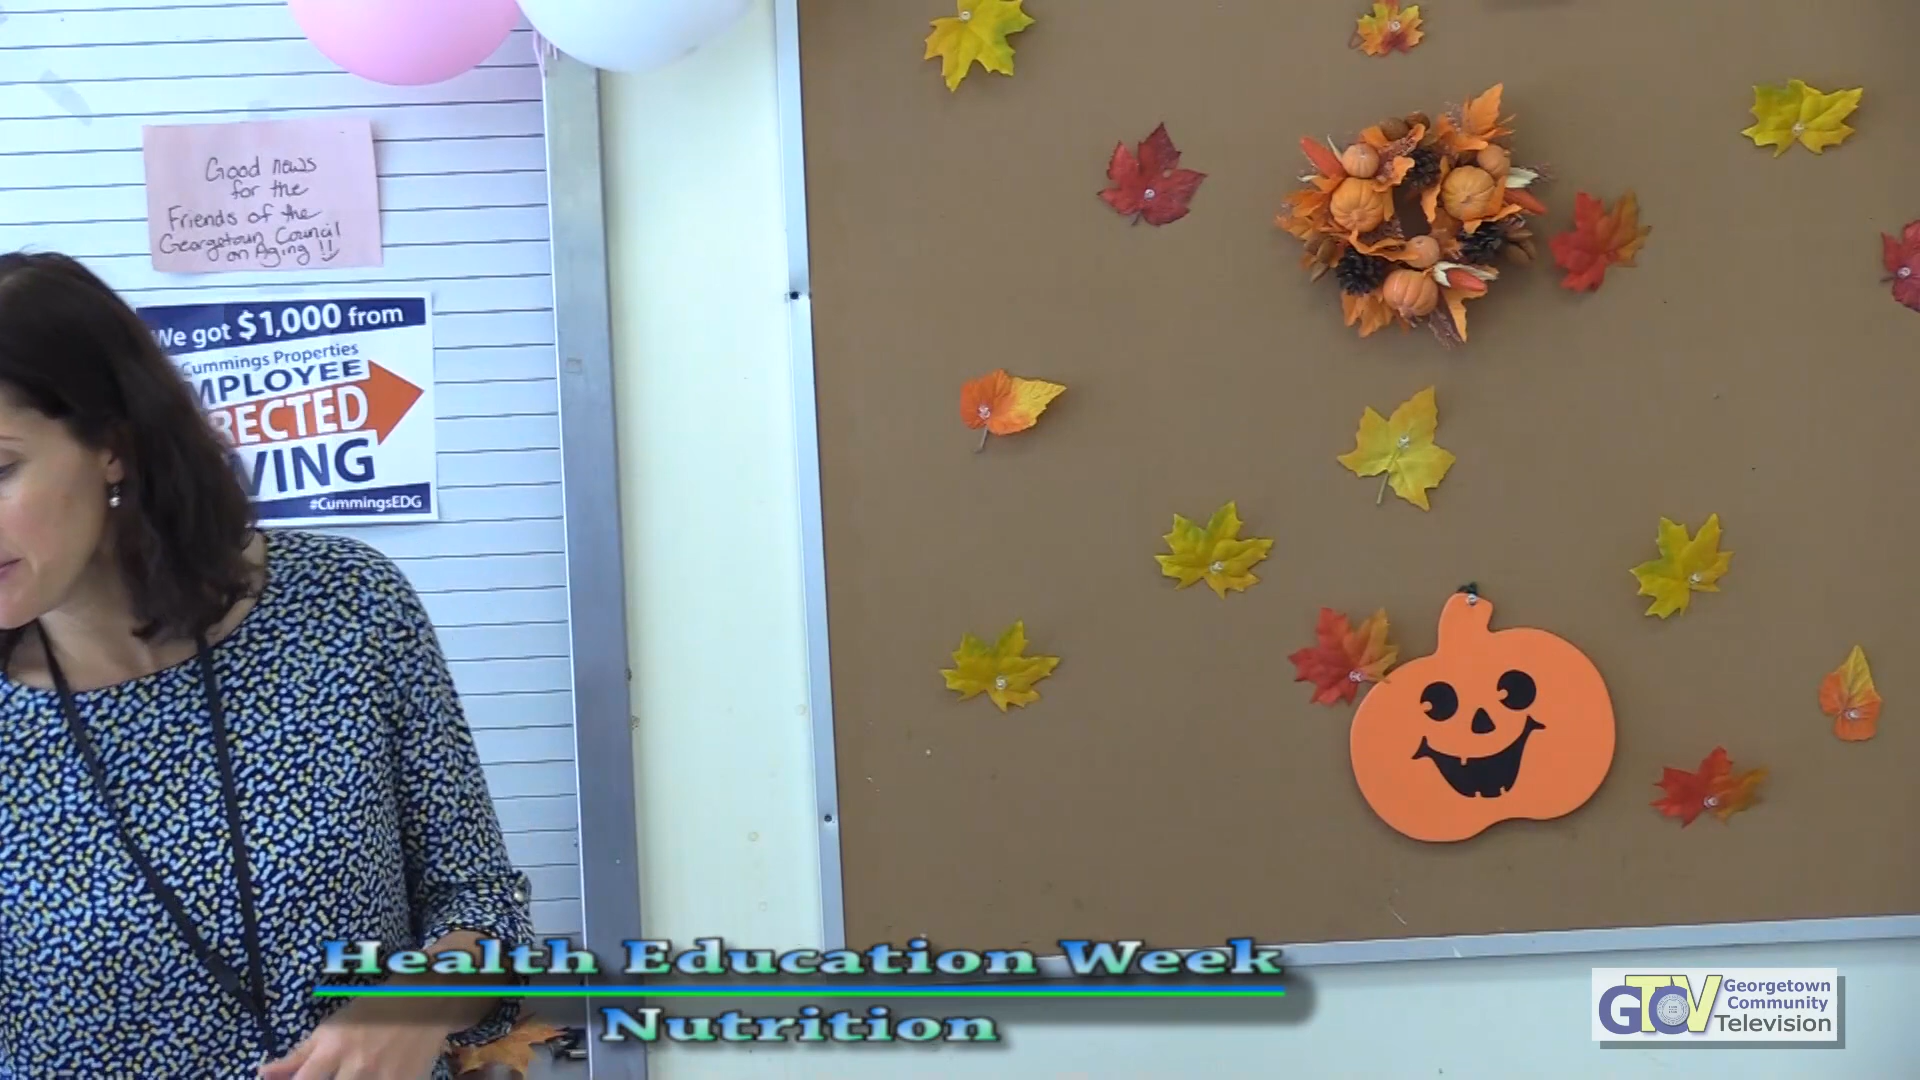 Good news
for the
Friends of the
Georgetown Council
on Aging !!
We got $1,000 from
Cummings Properties
MPLOYEE
RECTED
VING
#CummingsEDG
Health Education Week
Nutrition
GCTV Georgetown
Community
Television